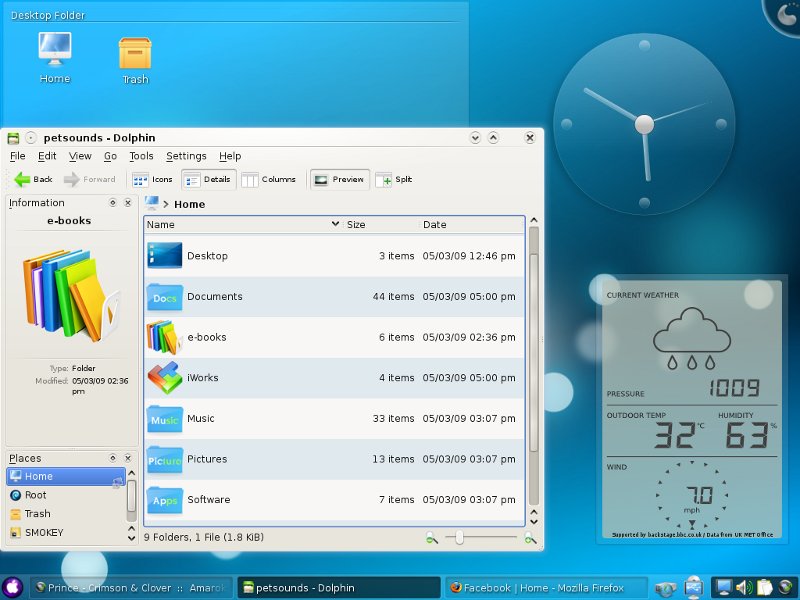 Desktop Folder
Home
Trash
petsounds - Dolphin
File Edit View Go Tools Settings Help
Back Forward Icons Details Columns Preview Split
Information
e-books
Type: Folder
Modified: 05/03/09 02:36
pm
Places
Home
Root
Trash
SMOKEY
Home
Name Size Date
Desktop 3 items 05/03/09 12:46 pm
Documents 44 items 05/03/09 05:00 pm
Docs
e-books 6 items 05/03/09 02:36 pm
iWorks 4 items 05/03/09 05:00 pm
Music 33 items 05/03/09 03:07 pm
Music
Pictures 13 items 05/03/09 03:07 pm
Picture
Software 7 items 05/03/09 03:07 pm
Apps
9 Folders, 1 File (1.8 KiB)
CURRENT WEATHER
PRESSURE 1009
OUTDOOR TEMP HUMIDITY
32 °C 63 %
WIND
7.0
mph
Supported by backstage.bbc.co.uk / Data from UK MET Office
Prince - Crimson & Clover :: Amarok
petsounds - Dolphin
Facebook | Home - Mozilla Firefox